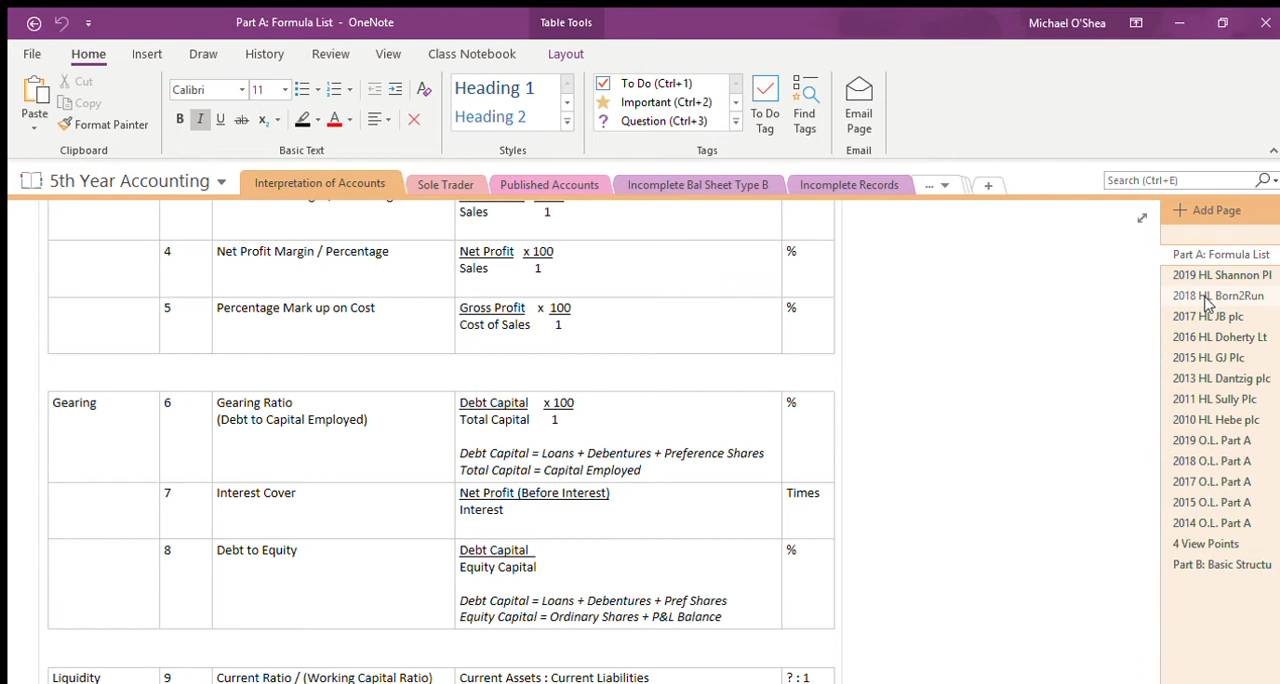 Part A: Formula List - OneNote
Table Tools
Michael O'Shea
File Home Insert Draw History Review View Class Notebook Layout
Paste
Cut
Copy
Format Painter
Clipboard
Calibri 11
B I U ab x₂ A
Basic Text
Heading 1
Heading 2
Styles
To Do (Ctrl+1)
Important (Ctrl+2)
Question (Ctrl+3)
To Do Tag
Find Tags
Tags
Email Page
Email
5th Year Accounting
Interpretation of Accounts Sole Trader Published Accounts Incomplete Bal Sheet Type B Incomplete Records ... +
Search (Ctrl+E)
Sales 1
4 Net Profit Margin / Percentage Net Profit x 100 %
Sales 1
5 Percentage Mark up on Cost Gross Profit x 100 %
Cost of Sales 1
Gearing 6 Gearing Ratio Debt Capital x 100 %
(Debt to Capital Employed) Total Capital 1
Debt Capital = Loans + Debentures + Preference Shares
Total Capital = Capital Employed
7 Interest Cover Net Profit (Before Interest) Times
Interest
8 Debt to Equity Debt Capital %
Equity Capital
Debt Capital = Loans + Debentures + Pref Shares
Equity Capital = Ordinary Shares + P&L Balance
Liquidity 9 Current Ratio / (Working Capital Ratio) Current Assets : Current Liabilities ? : 1
+ Add Page
Part A: Formula List
2019 HL Shannon Pl
2018 HL Born2Run
2017 HL JB plc
2016 HL Doherty Lt
2015 HL GJ Plc
2013 HL Dantzig plc
2011 HL Sully Plc
2010 HL Hebe plc
2019 O.L. Part A
2018 O.L. Part A
2017 O.L. Part A
2015 O.L. Part A
2014 O.L. Part A
4 View Points
Part B: Basic Structu